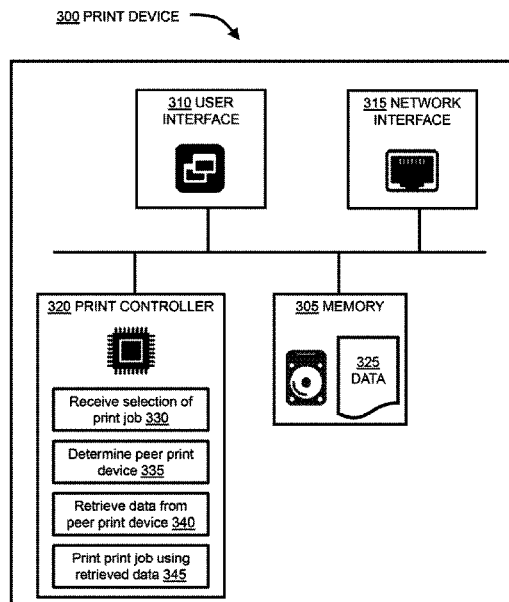 300 PRINT DEVICE
310 USER
INTERFACE
315 NETWORK
INTERFACE
320 PRINT CONTROLLER
Receive selection of
print job 330
Determine peer print
device 335
Retrieve data from
peer print device 340
Print print job using
retrieved data 345
305 MEMORY
325
DATA